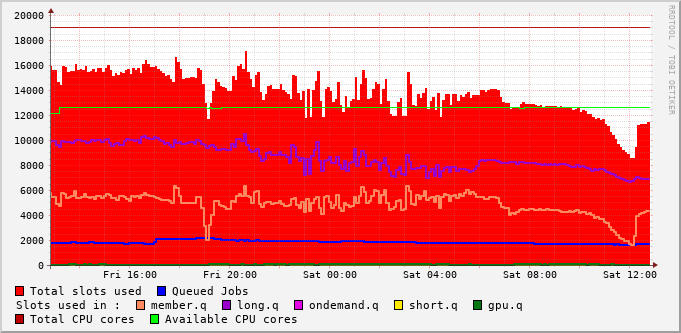 20000
18000
16000
14000
12000
10000
8000
6000
4000
2000
0
Fri 16:00 Fri 20:00 Sat 00:00 Sat 04:00 Sat 08:00 Sat 12:00
Total slots used Queued Jobs
Slots used in : member.q long.q ondemand.q short.q gpu.q
Total CPU cores Available CPU cores
RRDTOOL / TOBI OETIKER